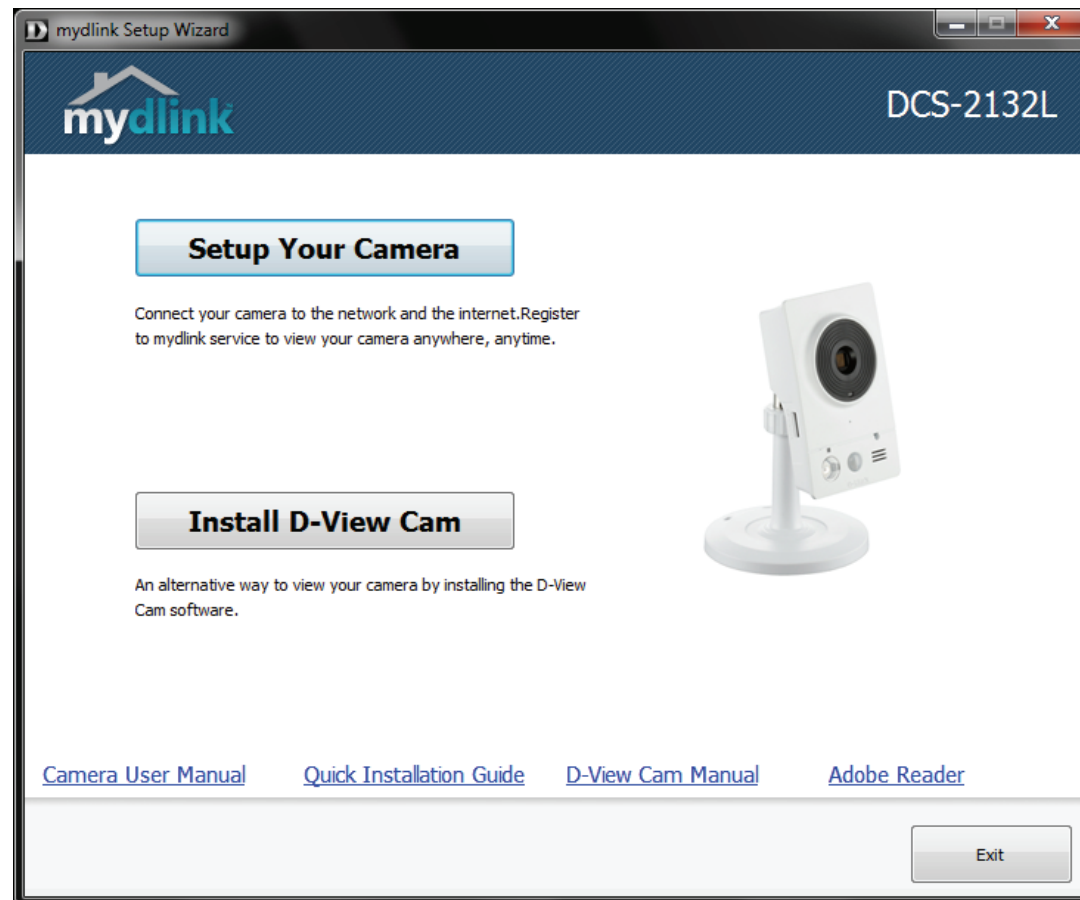 mydlink Setup Wizard
mydlink
DCS-2132L
Setup Your Camera
Connect your camera to the network and the internet.Register
to mydlink service to view your camera anywhere, anytime.
Install D-View Cam
An alternative way to view your camera by installing the D-View
Cam software.
Camera User Manual Quick Installation Guide D-View Cam Manual Adobe Reader
Exit